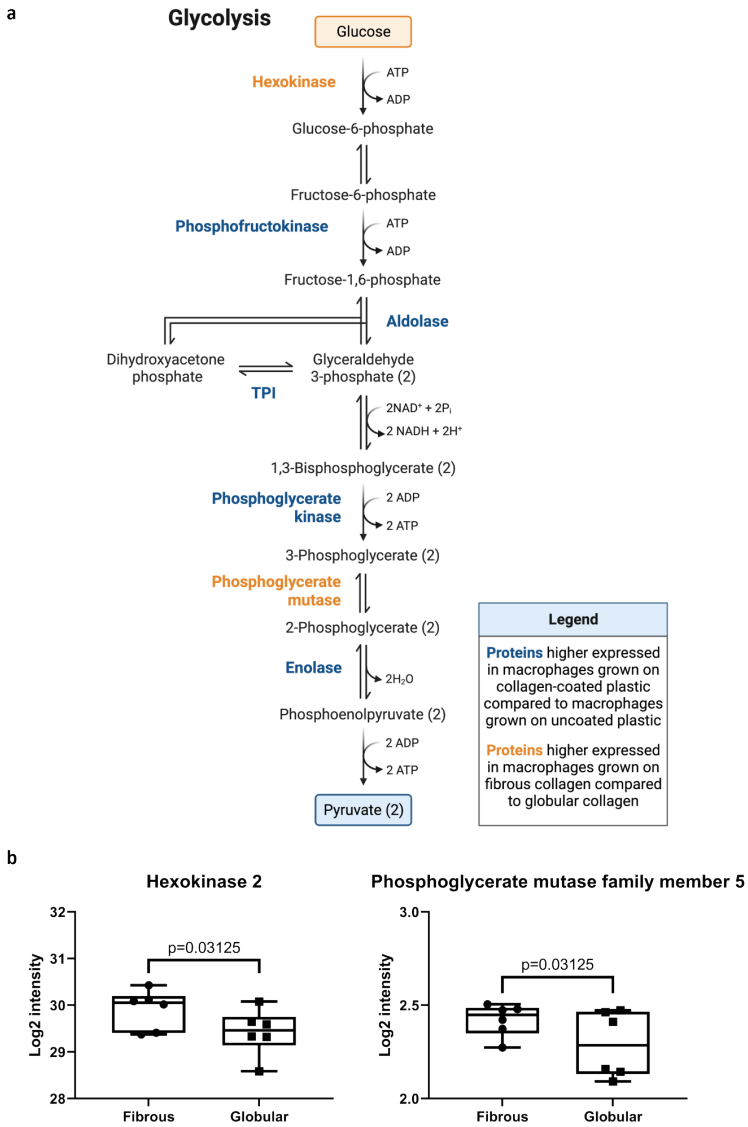 a
Glycolysis
Glucose
Hexokinase
ATP
ADP
Glucose-6-phosphate
Fructose-6-phosphate
Phosphofructokinase
ATP
ADP
Fructose-1,6-phosphate
Aldolase
Dihydroxyacetone
phosphate
Glyceraldehyde
3-phosphate (2)
TPI
2NAD⁺ + 2Pᵢ
2 NADH + 2H⁺
1,3-Bisphosphoglycerate (2)
Phosphoglycerate
kinase
2 ADP
2 ATP
3-Phosphoglycerate (2)
Phosphoglycerate
mutase
2-Phosphoglycerate (2)
Enolase
2H₂O
Phosphoenolpyruvate (2)
2 ADP
2 ATP
Pyruvate (2)
Legend
Proteins higher expressed
in macrophages grown on
collagen-coated plastic
compared to macrophages
grown on uncoated plastic
Proteins higher expressed
in macrophages grown on
fibrous collagen compared
to globular collagen
b
Hexokinase 2
Log2 intensity
32
31
30
29
28
p=0.03125
Fibrous
Globular
Phosphoglycerate mutase family member 5
Log2 intensity
3.0
2.5
2.0
p=0.03125
Fibrous
Globular